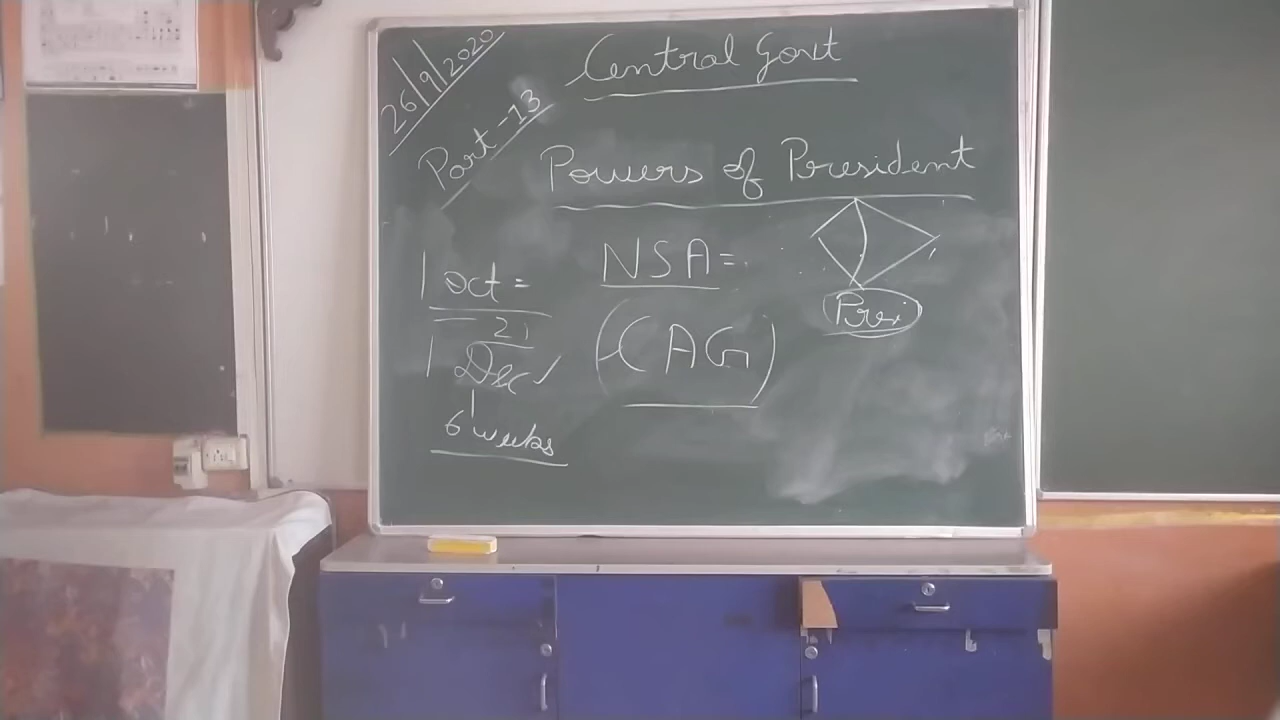 26/9/2020
Central Govt
Part-13
Powers of President
NSA=
1 oct =
21
(CAG)
Presi
1 Dec
6 weeks